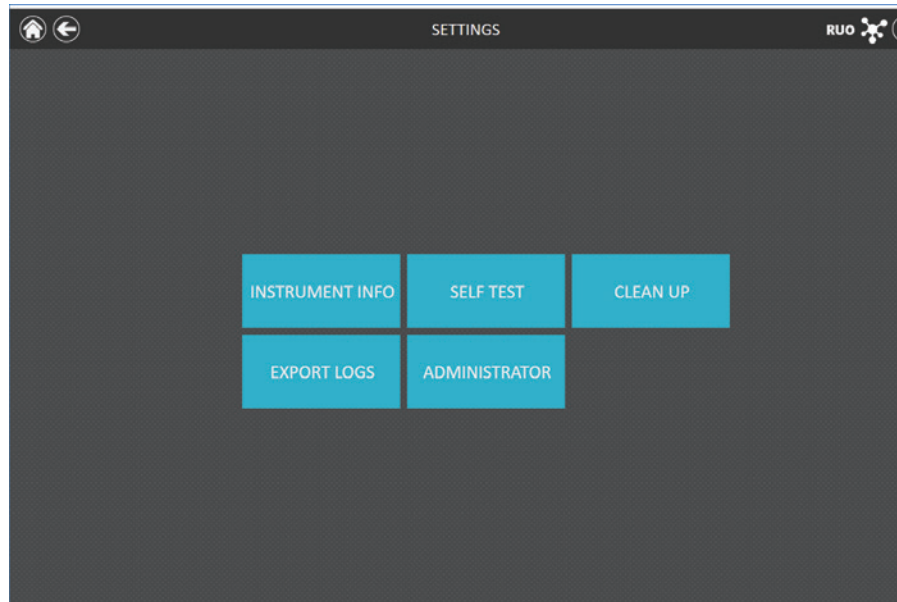 SETTINGS
RUO
INSTRUMENT INFO
SELF TEST
CLEAN UP
EXPORT LOGS
ADMINISTRATOR